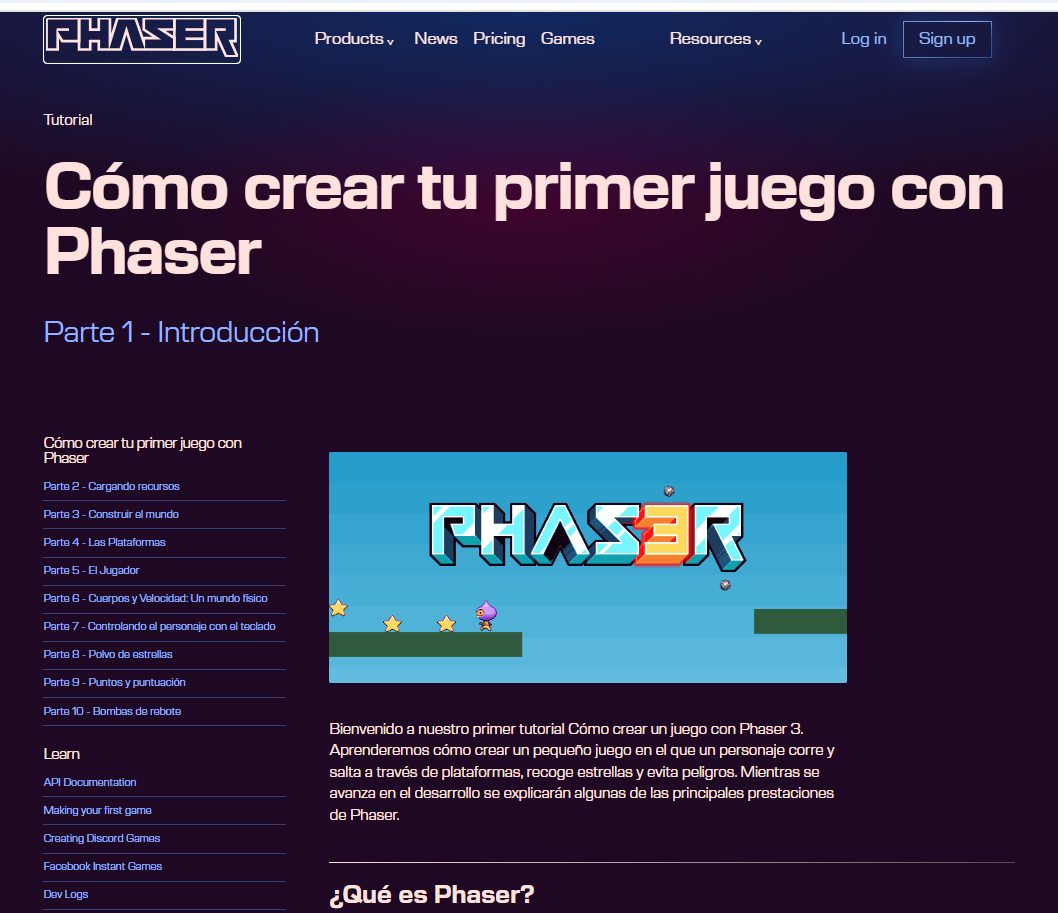 PHASER
Products v
News
Pricing
Games
Resources v
Log in
Sign up
Tutorial
Cómo crear tu primer juego con
Phaser
Parte 1 - Introducción
Cómo crear tu primer juego con
Phaser
Parte 2 - Cargando recursos
Parte 3 - Construir el mundo
Parte 4 - Las Plataformas
Parte 5 - El Jugador
Parte 6 - Cuerpos y Velocidad: Un mundo físico
Parte 7 - Controlando el personaje con el teclado
Parte 8 - Polvo de estrellas
Parte 9 - Puntos y puntuación
Parte 10 - Bombas de rebote
Learn
API Documentation
Making your first game
Creating Discord Games
Facebook Instant Games
Dev Logs
PHAS3R
Bienvenido a nuestro primer tutorial Cómo crear un juego con Phaser 3.
Aprenderemos cómo crear un pequeño juego en el que un personaje corre y
salta a través de plataformas, recoge estrellas y evita peligros. Mientras se
avanza en el desarrollo se explicarán algunas de las principales prestaciones
de Phaser.
¿Qué es Phaser?